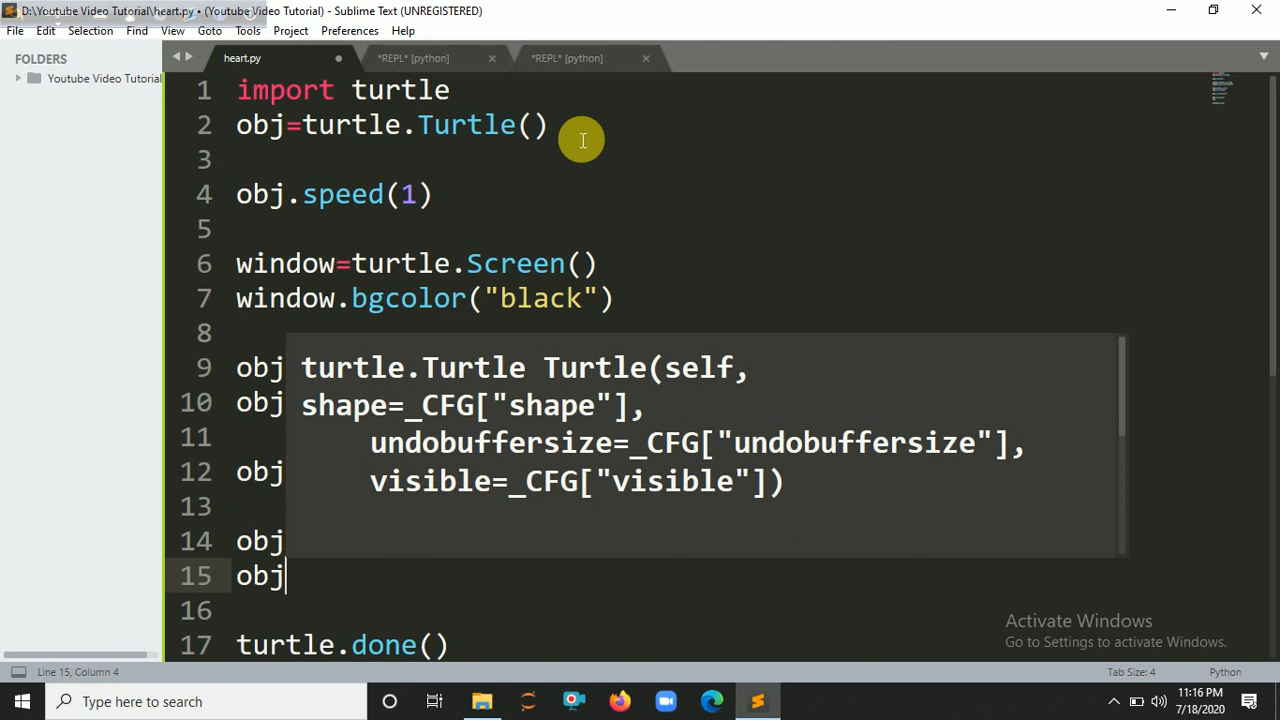 D:\Youtube Video Tutorial\heart.py • (Youtube Video Tutorial) - Sublime Text (UNREGISTERED)
File Edit Selection Find View Goto Tools Project Preferences Help
FOLDERS
Youtube Video Tutorial
heart.py
*REPL* [python]
*REPL* [python]
1 import turtle
2 obj=turtle.Turtle()
3
4 obj.speed(1)
5
6 window=turtle.Screen()
7 window.bgcolor("black")
8
9 obj
10 obj
11
12 obj
13
14 obj
15 obj
16
17 turtle.done()
turtle.Turtle Turtle(self,
shape=_CFG["shape"],
undobuffersize=_CFG["undobuffersize"],
visible=_CFG["visible"])
Activate Windows
Go to Settings to activate Windows.
Line 15, Column 4
Tab Size: 4
Python
Type here to search
11:16 PM
7/18/2020